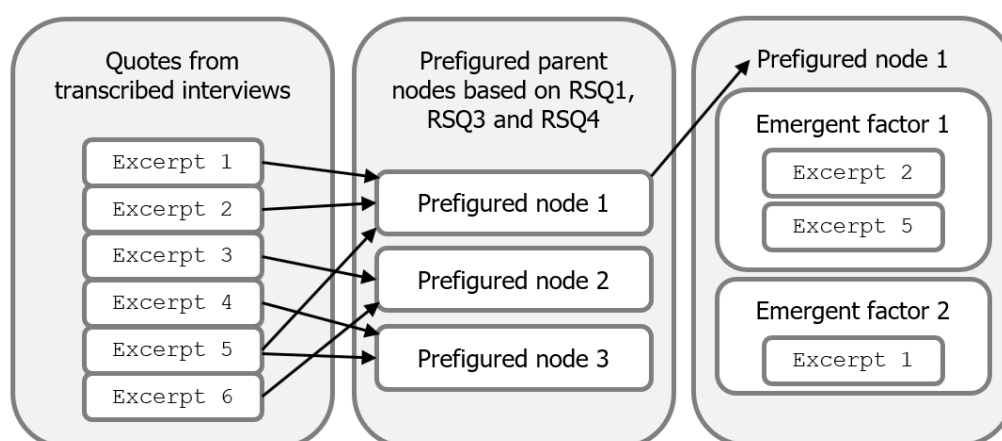 Quotes from
transcribed interviews
Excerpt 1
Excerpt 2
Excerpt 3
Excerpt 4
Excerpt 5
Excerpt 6
Prefigured parent
nodes based on RSQ1,
RSQ3 and RSQ4
Prefigured node 1
Prefigured node 2
Prefigured node 3
Prefigured node 1
Emergent factor 1
Excerpt 2
Excerpt 5
Emergent factor 2
Excerpt 1